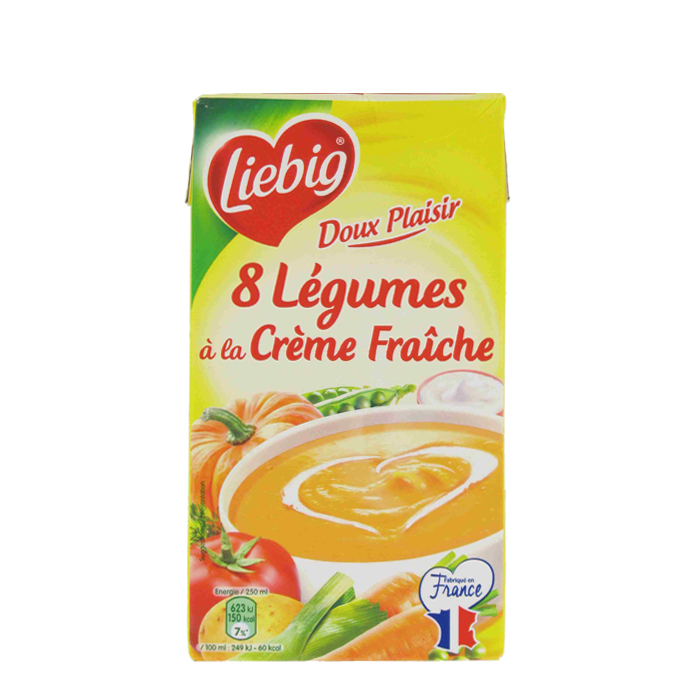 Liebig®
Doux Plaisir
8 Légumes
à la Crème Fraîche
Fabriqué en
France
Energie / 250 ml
623 kJ
150 kcal
7%*
/ 100 ml : 249 kJ - 60 kcal